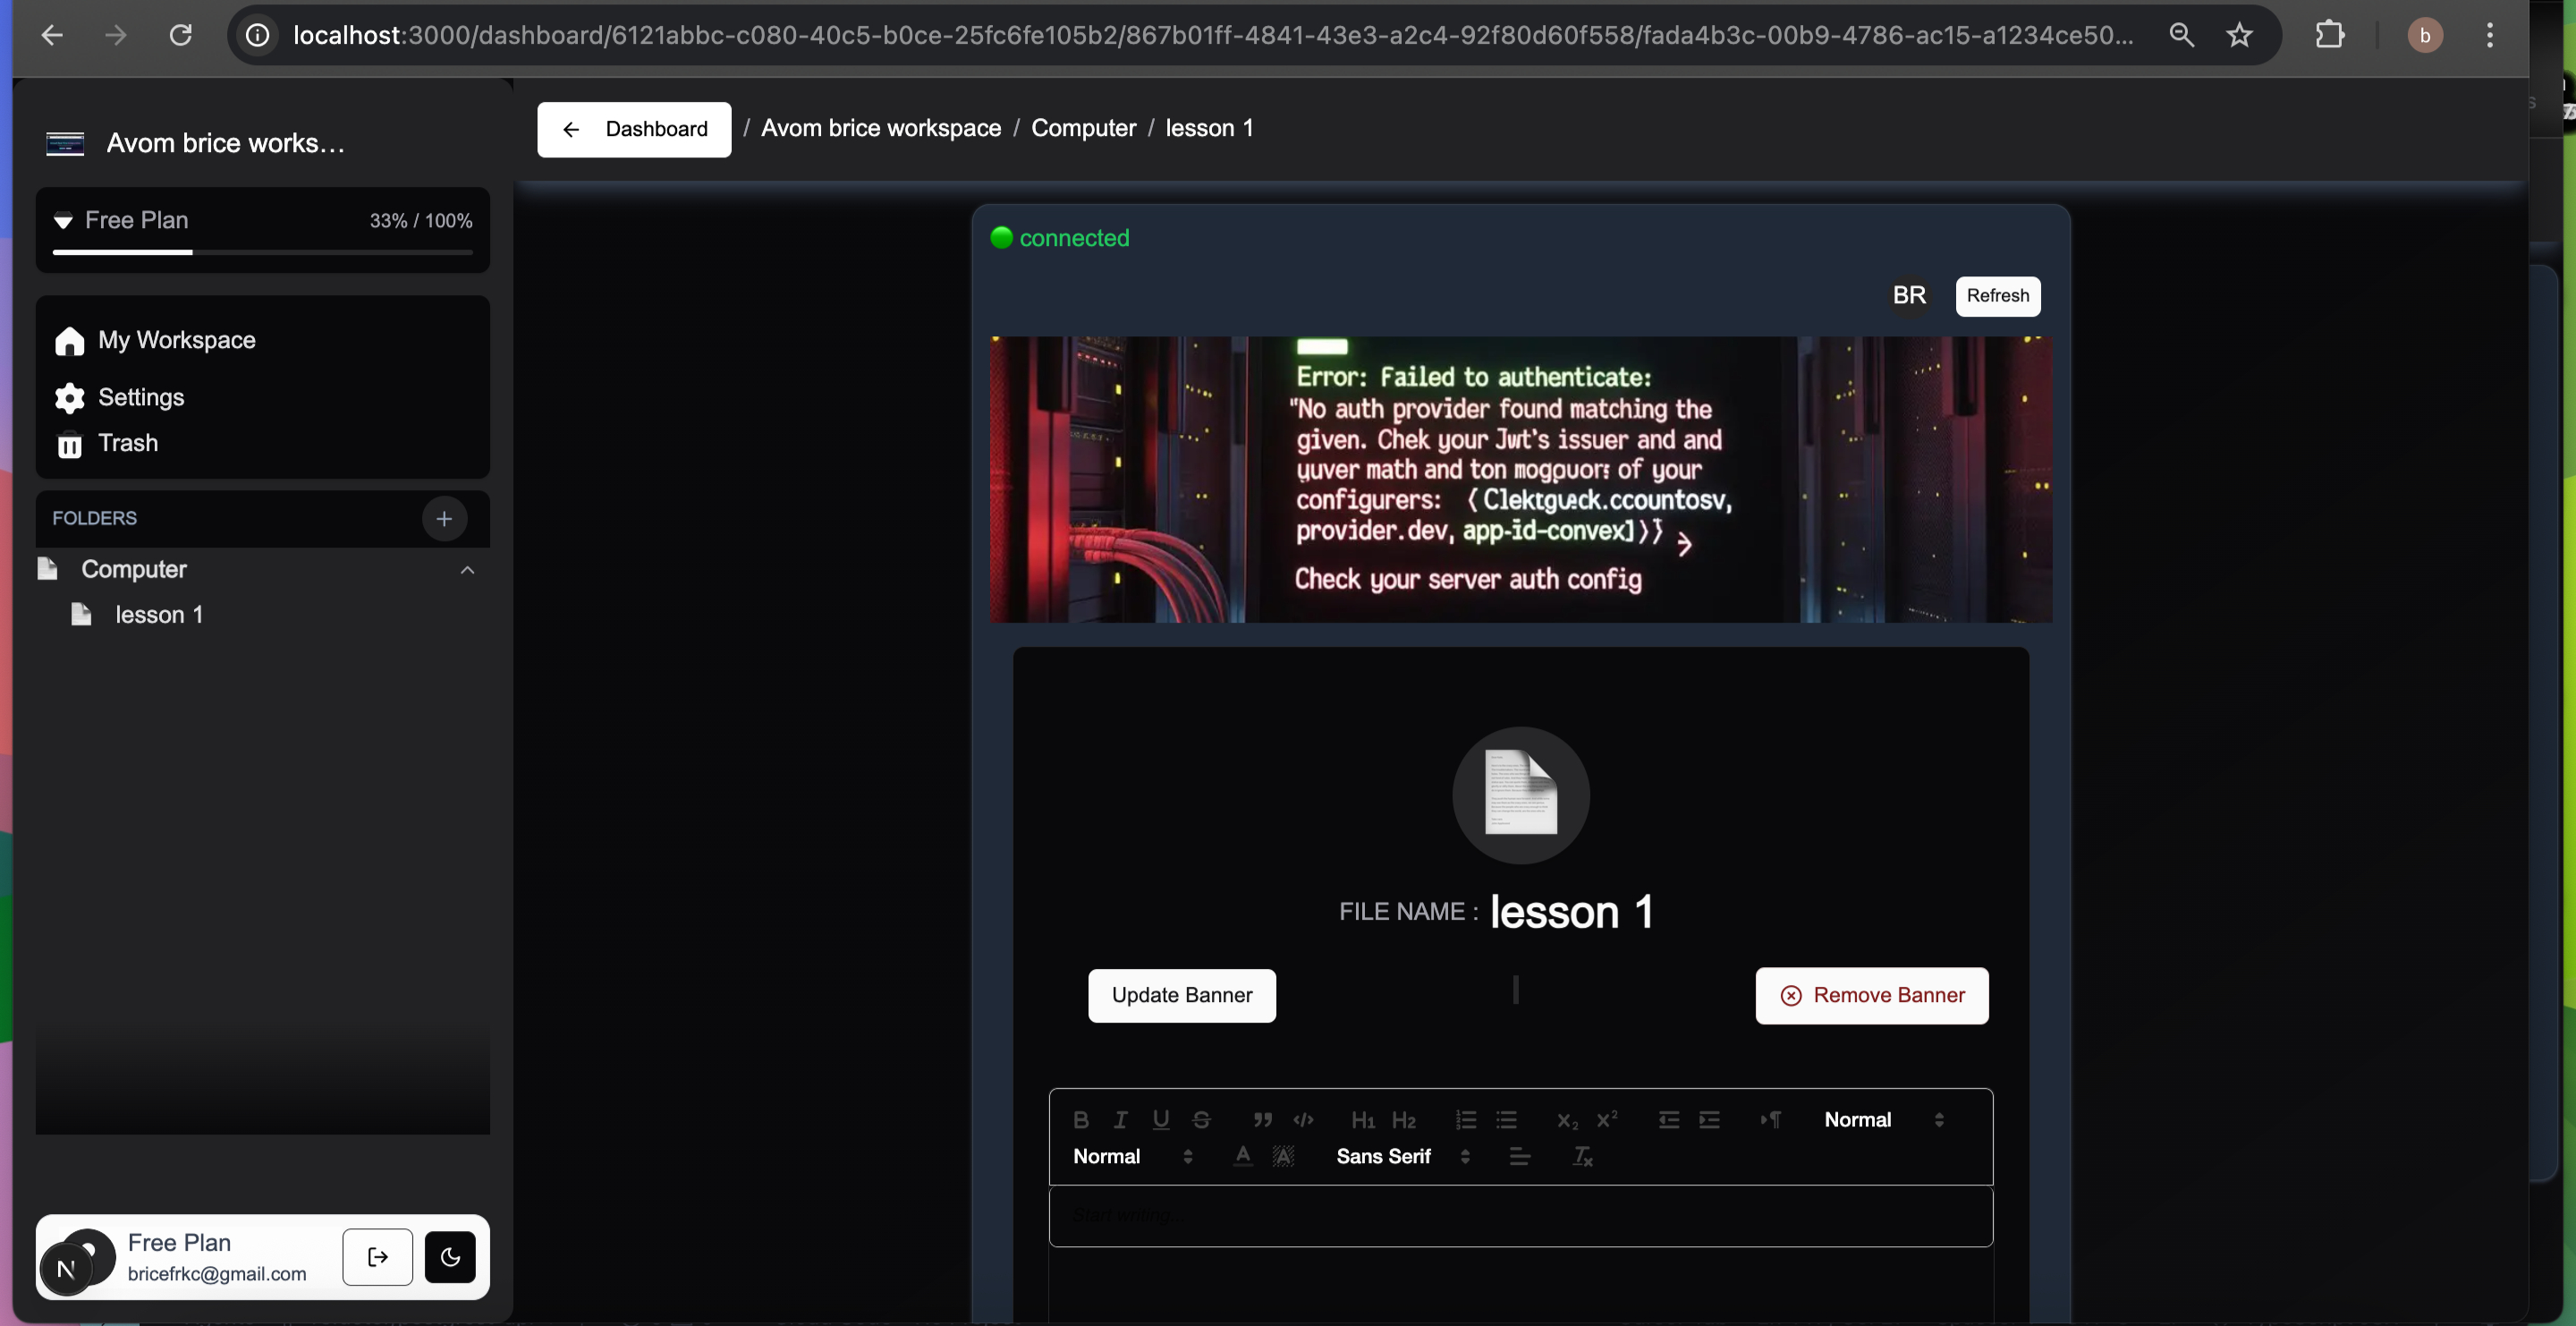 localhost:3000/dashboard/6121abbc-c080-40c5-b0ce-25fc6fe105b2/867b01ff-4841-43e3-a2c4-92f80d60f558/fada4b3c-00b9-4786-ac15-a1234ce50...
b
Avom brice works...
Dashboard / Avom brice workspace / Computer / lesson 1
Free Plan 33% / 100%
My Workspace
Settings
Trash
FOLDERS
Computer
lesson 1
connected
BR Refresh
Error: Failed to authenticate:
"No auth provider found matching the
given. Chek your Jwt's issuer and and
yuver math and ton of your
configurers:
provider.dev, app-id-convex])}
Check your server auth config
FILE NAME : lesson 1
Update Banner
Remove Banner
B I U S H1 H2 X2 X2 Normal
Normal A A Sans Serif Tx
Start writing...
N
Free Plan
bricefrkc@gmail.com